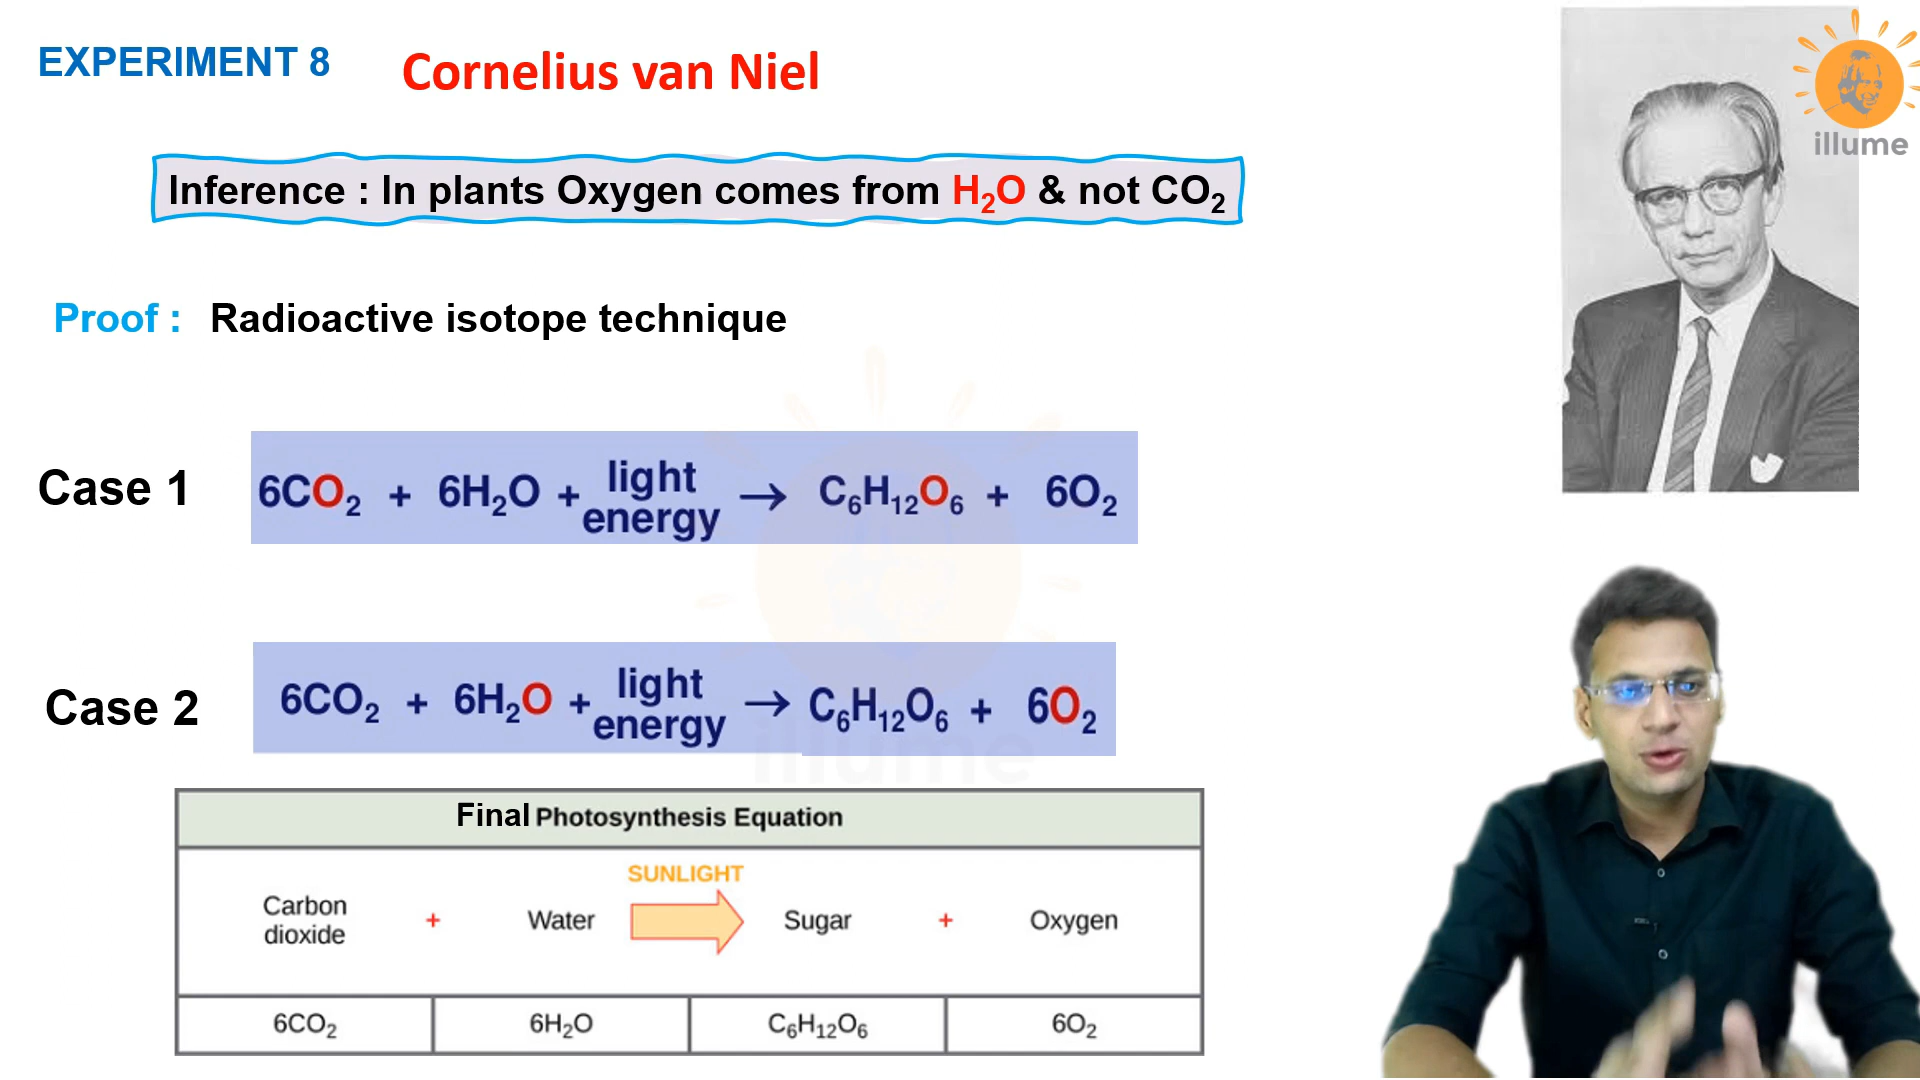 EXPERIMENT 8
Cornelius van Niel
illume
Inference : In plants Oxygen comes from H₂O & not CO₂
Proof : Radioactive isotope technique
Case 1
6CO₂ + 6H₂O + light energy → C₆H₁₂O₆ + 6O₂
Case 2
6CO₂ + 6H₂O + light energy → C₆H₁₂O₆ + 6O₂
illume
Final Photosynthesis Equation
SUNLIGHT
Carbon dioxide + Water Sugar + Oxygen
6CO₂ 6H₂O C₆H₁₂O₆ 6O₂